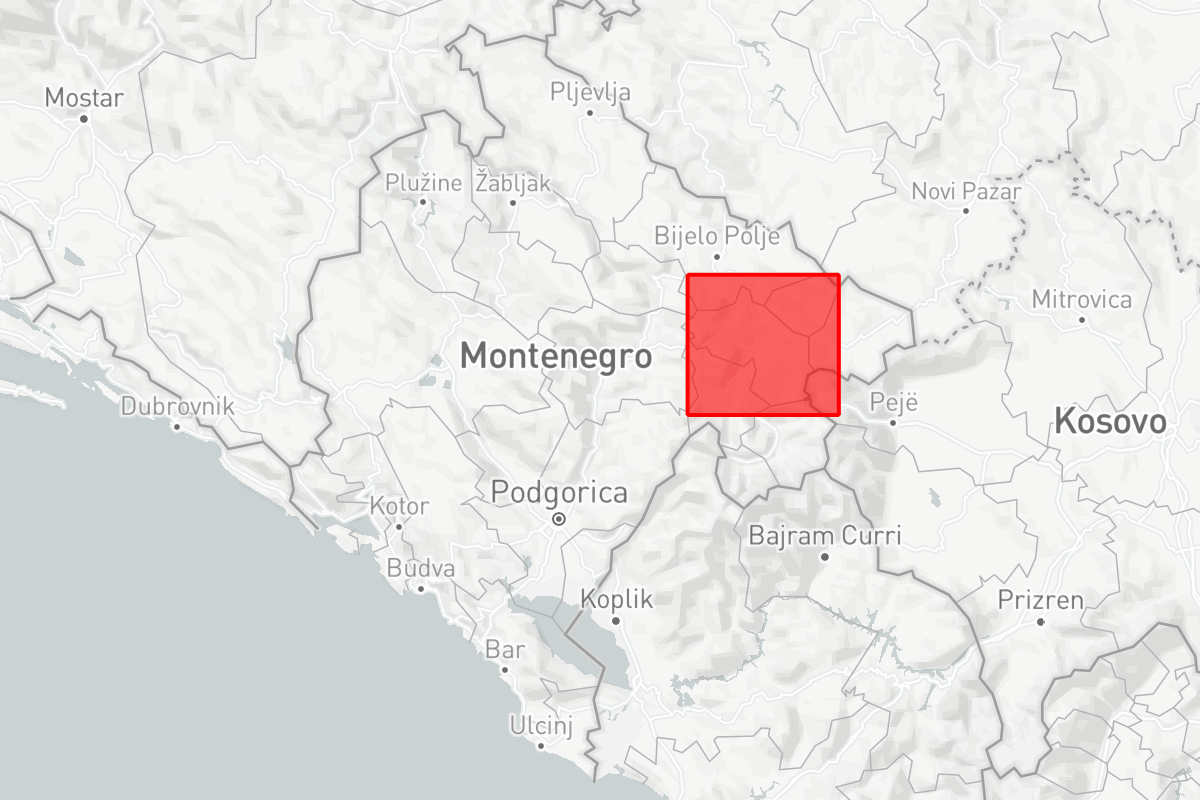 Pljevlja
Mostar
Plužine
Žabljak
Novi Pazar
Bijelo Polje
Mitrovica
Montenegro
Dubrovnik
Pejë
Kosovo
Podgorica
Kotor
Bajram Curri
Budva
Koplik
Prizren
Bar
Ulcinj